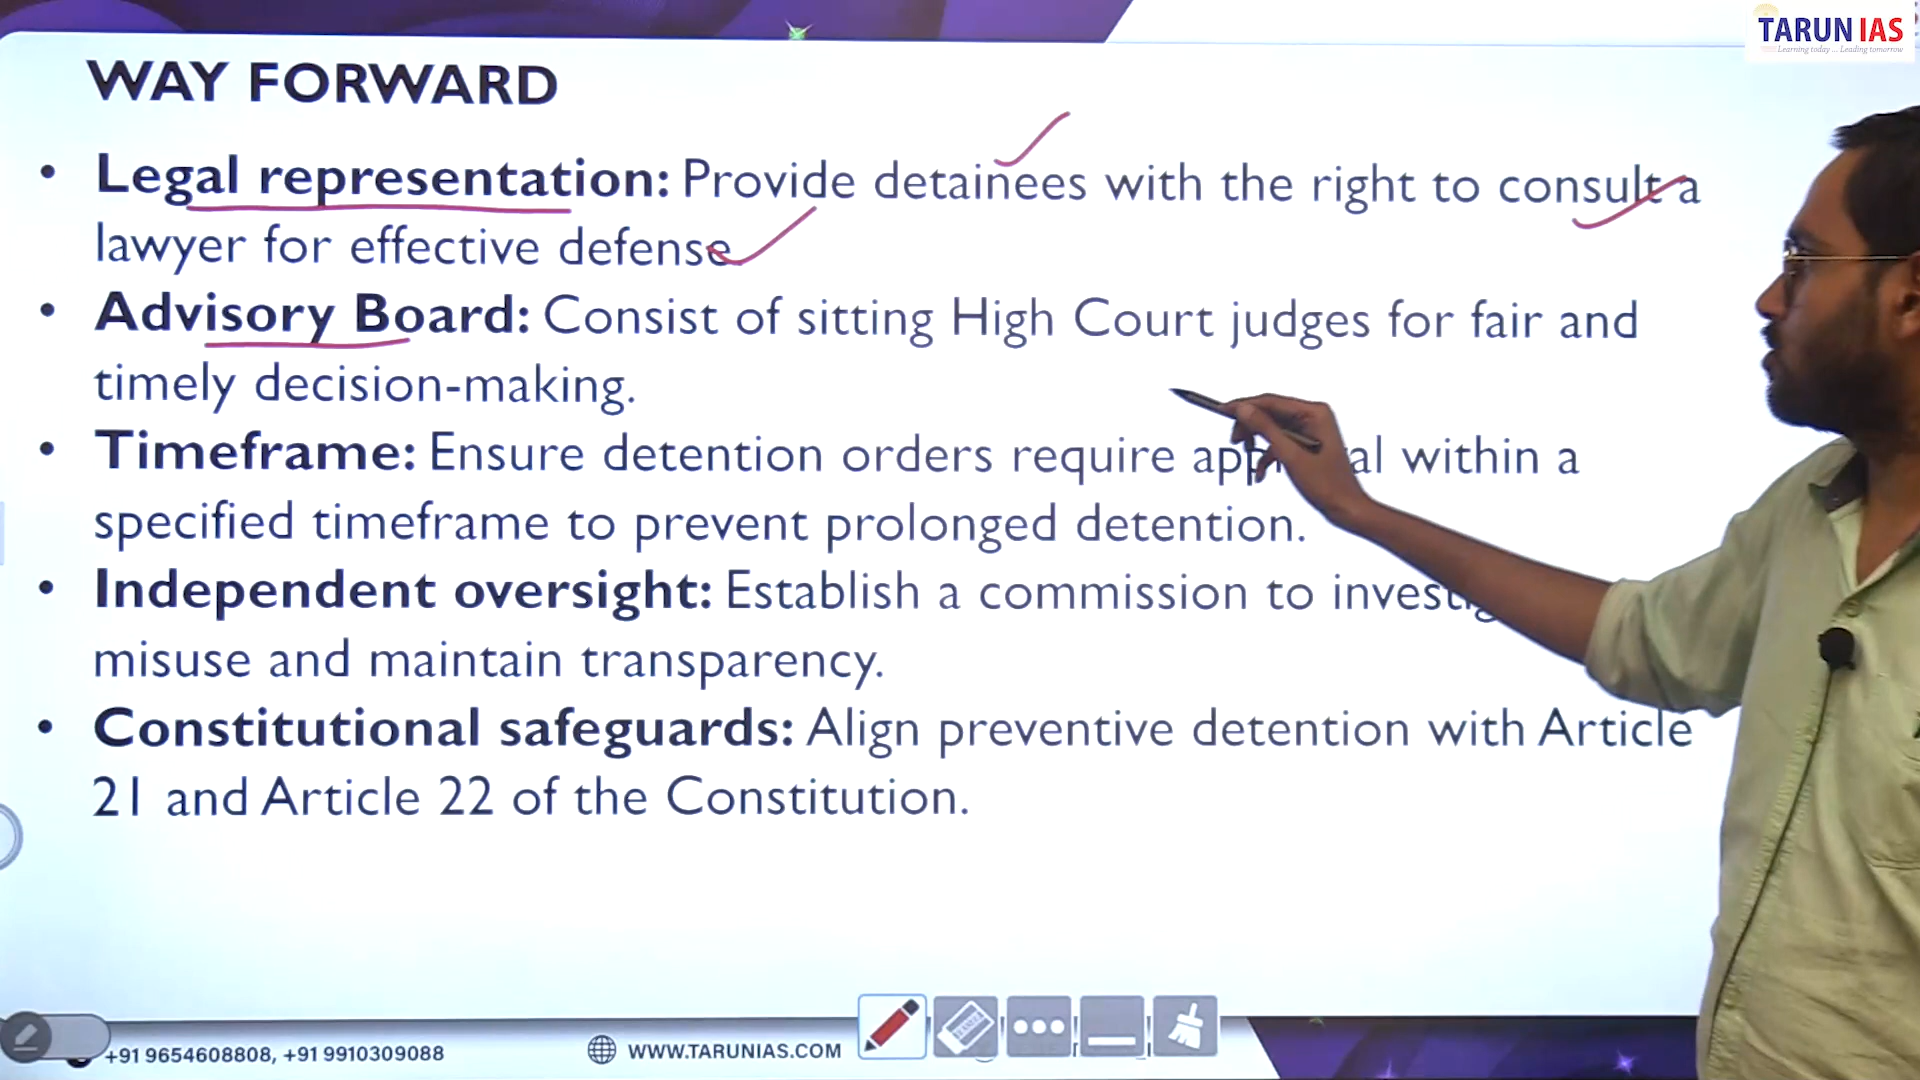 TARUN IAS
Learning today ... Leading tomorrow
WAY FORWARD
• Legal representation: Provide detainees with the right to consult a
lawyer for effective defense
• Advisory Board: Consist of sitting High Court judges for fair and
timely decision-making.
• Timeframe: Ensure detention orders require within a
specified timeframe to prevent prolonged detention.
• Independent oversight: Establish a commission to
misuse and maintain transparency.
• Constitutional safeguards: Align preventive detention with Article
21 and Article 22 of the Constitution.
+91 9654608808, +91 9910309088
WWW.TARUNIAS.COM